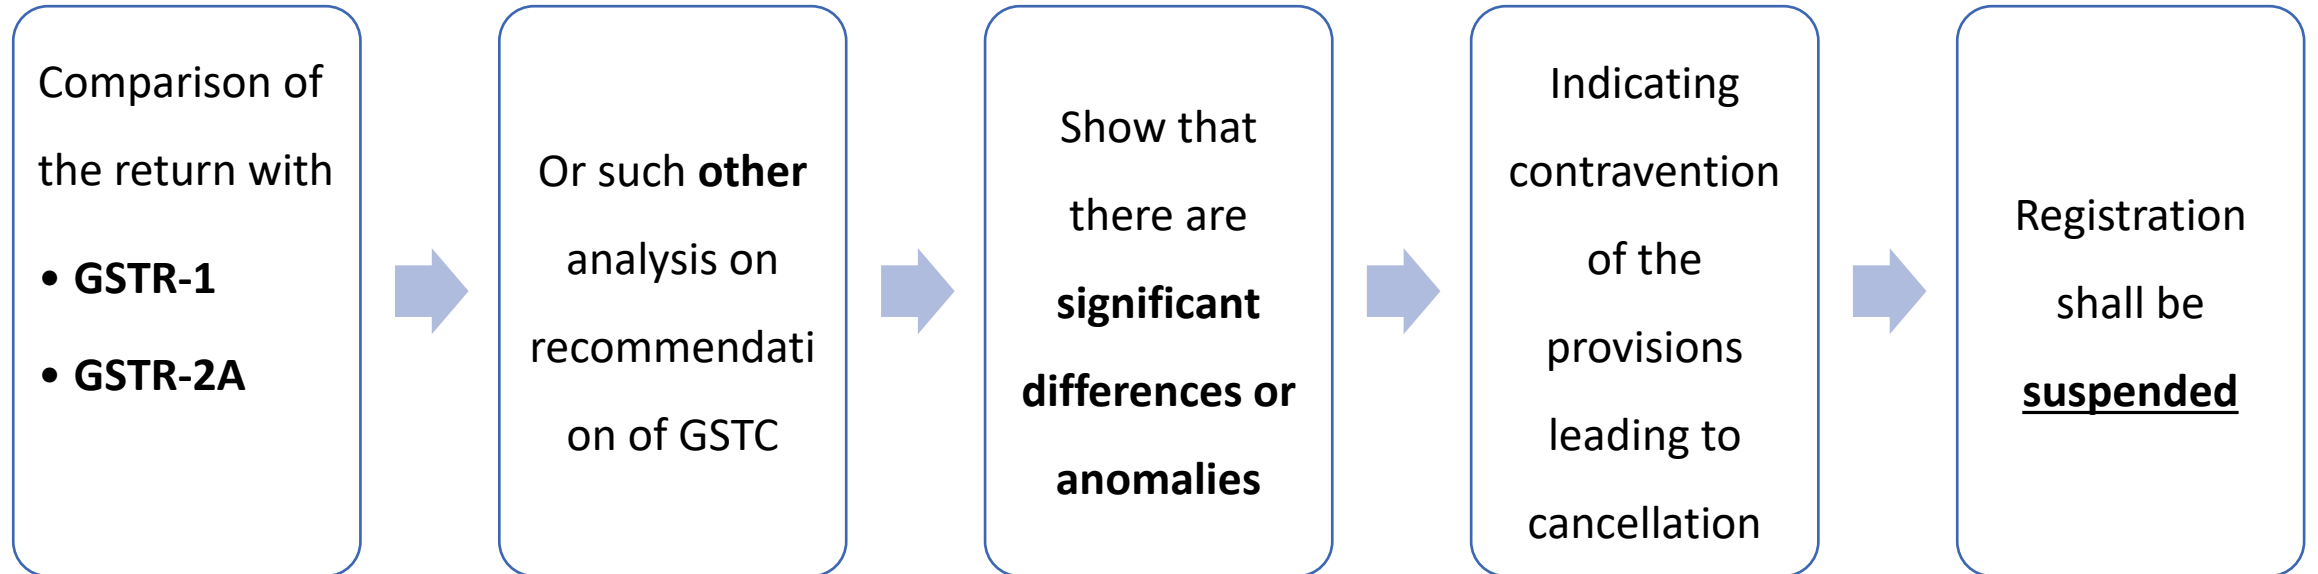 Comparison of
the return with
• GSTR-1
• GSTR-2A
Or such other
analysis on
recommendati
on of GSTC
Show that
there are
significant
differences or
anomalies
Indicating
contravention
of the
provisions
leading to
cancellation
Registration
shall be
suspended